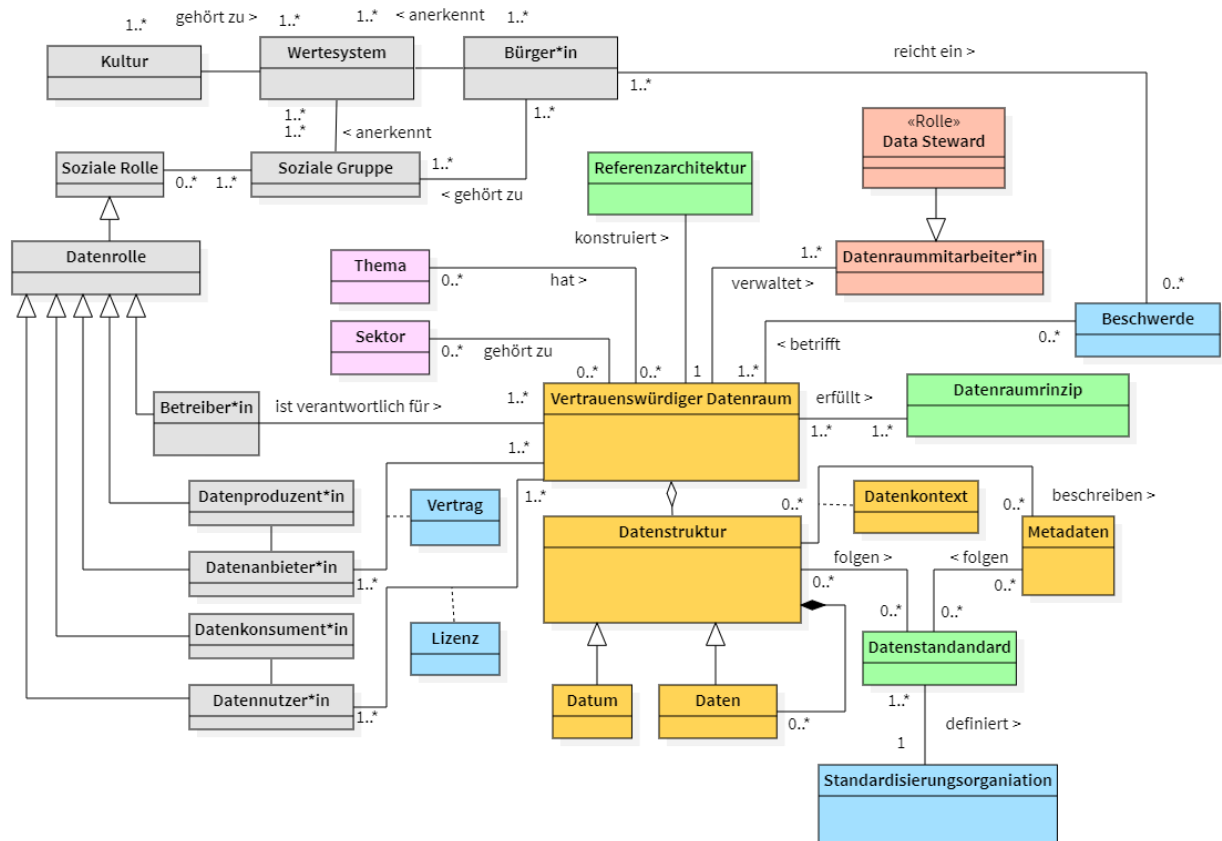 gehört zu >
1..*
1..*
1..*
< anerkennt
1..*
Kultur
Wertesystem
Bürger*in
reicht ein >
1..*
1..*
1..*
1..*
< anerkennt
1..*
«Rolle»
Data Steward
Soziale Rolle
0..*
1..*
Soziale Gruppe
1..*
< gehört zu
Referenzarchitektur
konstruiert >
Datenrolle
Thema
0..*
hat >
1..*
verwaltet >
Datenraummitarbeiter*in
0..*
Beschwerde
Sektor
0..*
gehört zu
< betrifft
0..*
0..*
0..*
1
1..*
Betreiber*in
ist verantwortlich für >
1..*
Vertrauenswürdiger Datenraum
erfüllt >
1..*
1..*
Datenraumrinzip
1..*
Datenproduzent*in
Vertrag
1..*
0..*
Datenkontext
beschreiben >
0..*
Datenstruktur
Metadaten
Datenanbieter*in
1..*
folgen >
< folgen
0..*
0..*
0..*
0..*
Datenkonsument*in
Lizenz
Datenstandandard
Datennutzer*in
1..*
Datum
Daten
0..*
1..*
definiert >
1
Standardisierungsorganiation